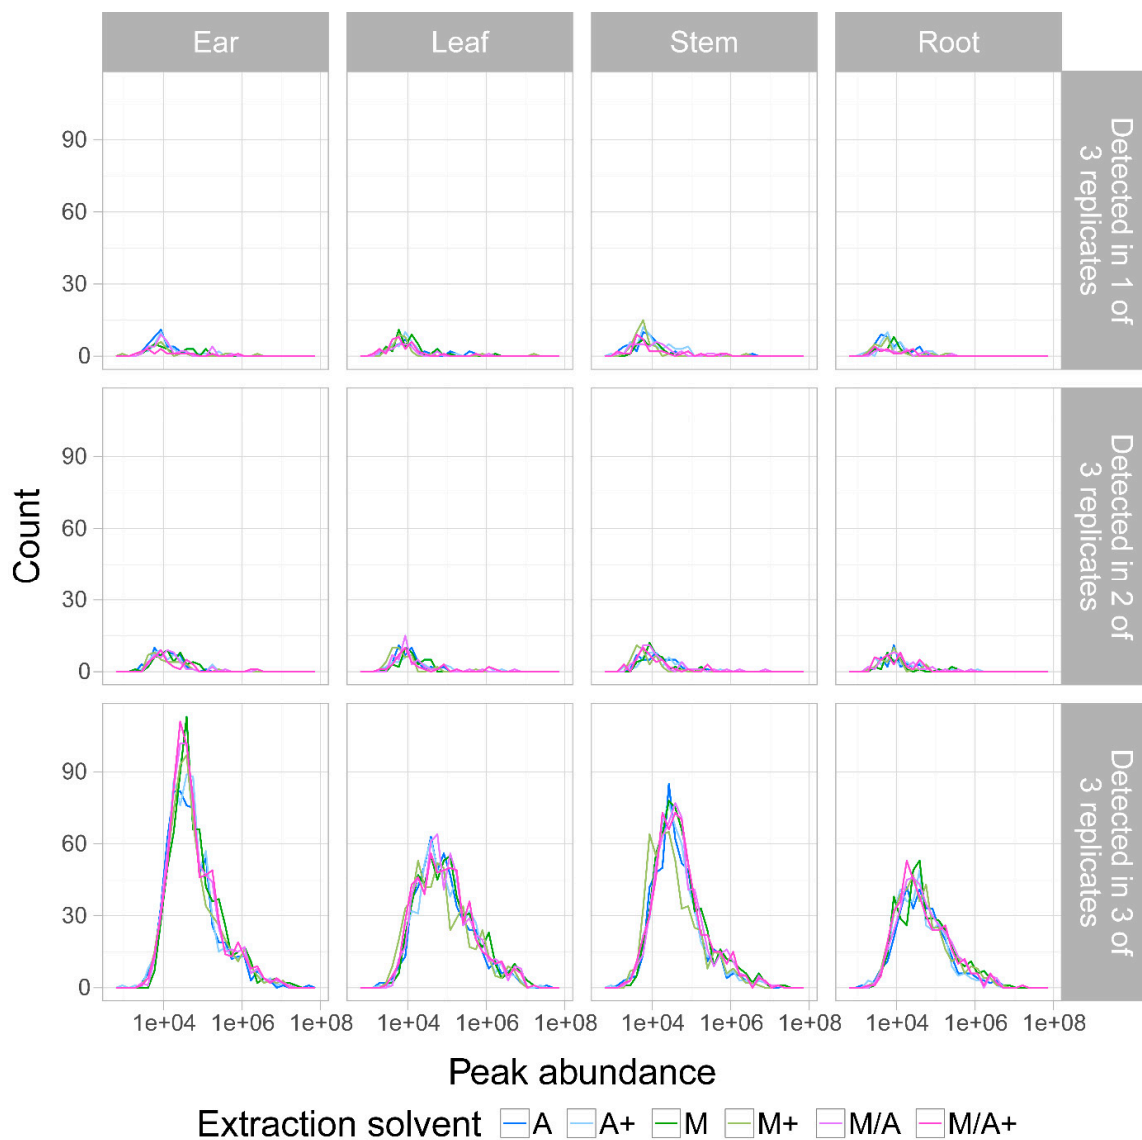 Ear Leaf Stem Root
90
60
30
0
Detected in 1 of
3 replicates
90
60
30
0
Detected in 2 of
3 replicates
90
60
30
0
Detected in 3 of
3 replicates
Count
1e+04 1e+06 1e+08 1e+04 1e+06 1e+08 1e+04 1e+06 1e+08 1e+04 1e+06 1e+08
Peak abundance
Extraction solvent A A+ M M+ M/A M/A+